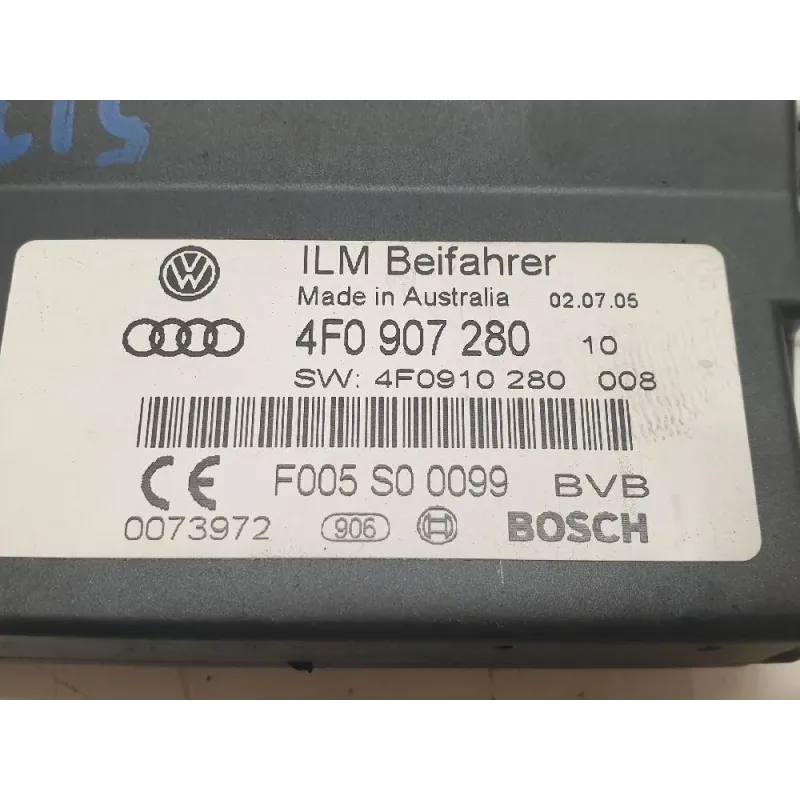 ILM Beifahrer
Made in Australia 02.07.05
4F0 907 280 10
SW: 4F0910 280 008
CE F005 S0 0099 BVB
0073972 906 BOSCH